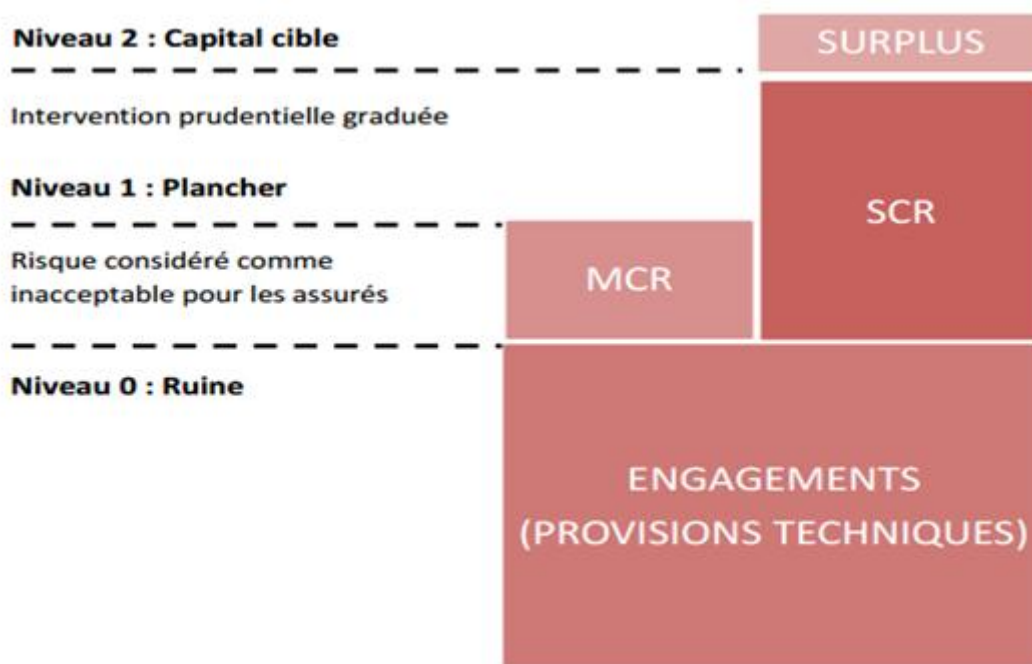 Niveau 2 : Capital cible
SURPLUS
Intervention prudentielle graduée
Niveau 1 : Plancher
SCR
Risque considéré comme
inacceptable pour les assurés
MCR
Niveau 0 : Ruine
ENGAGEMENTS
(PROVISIONS TECHNIQUES)